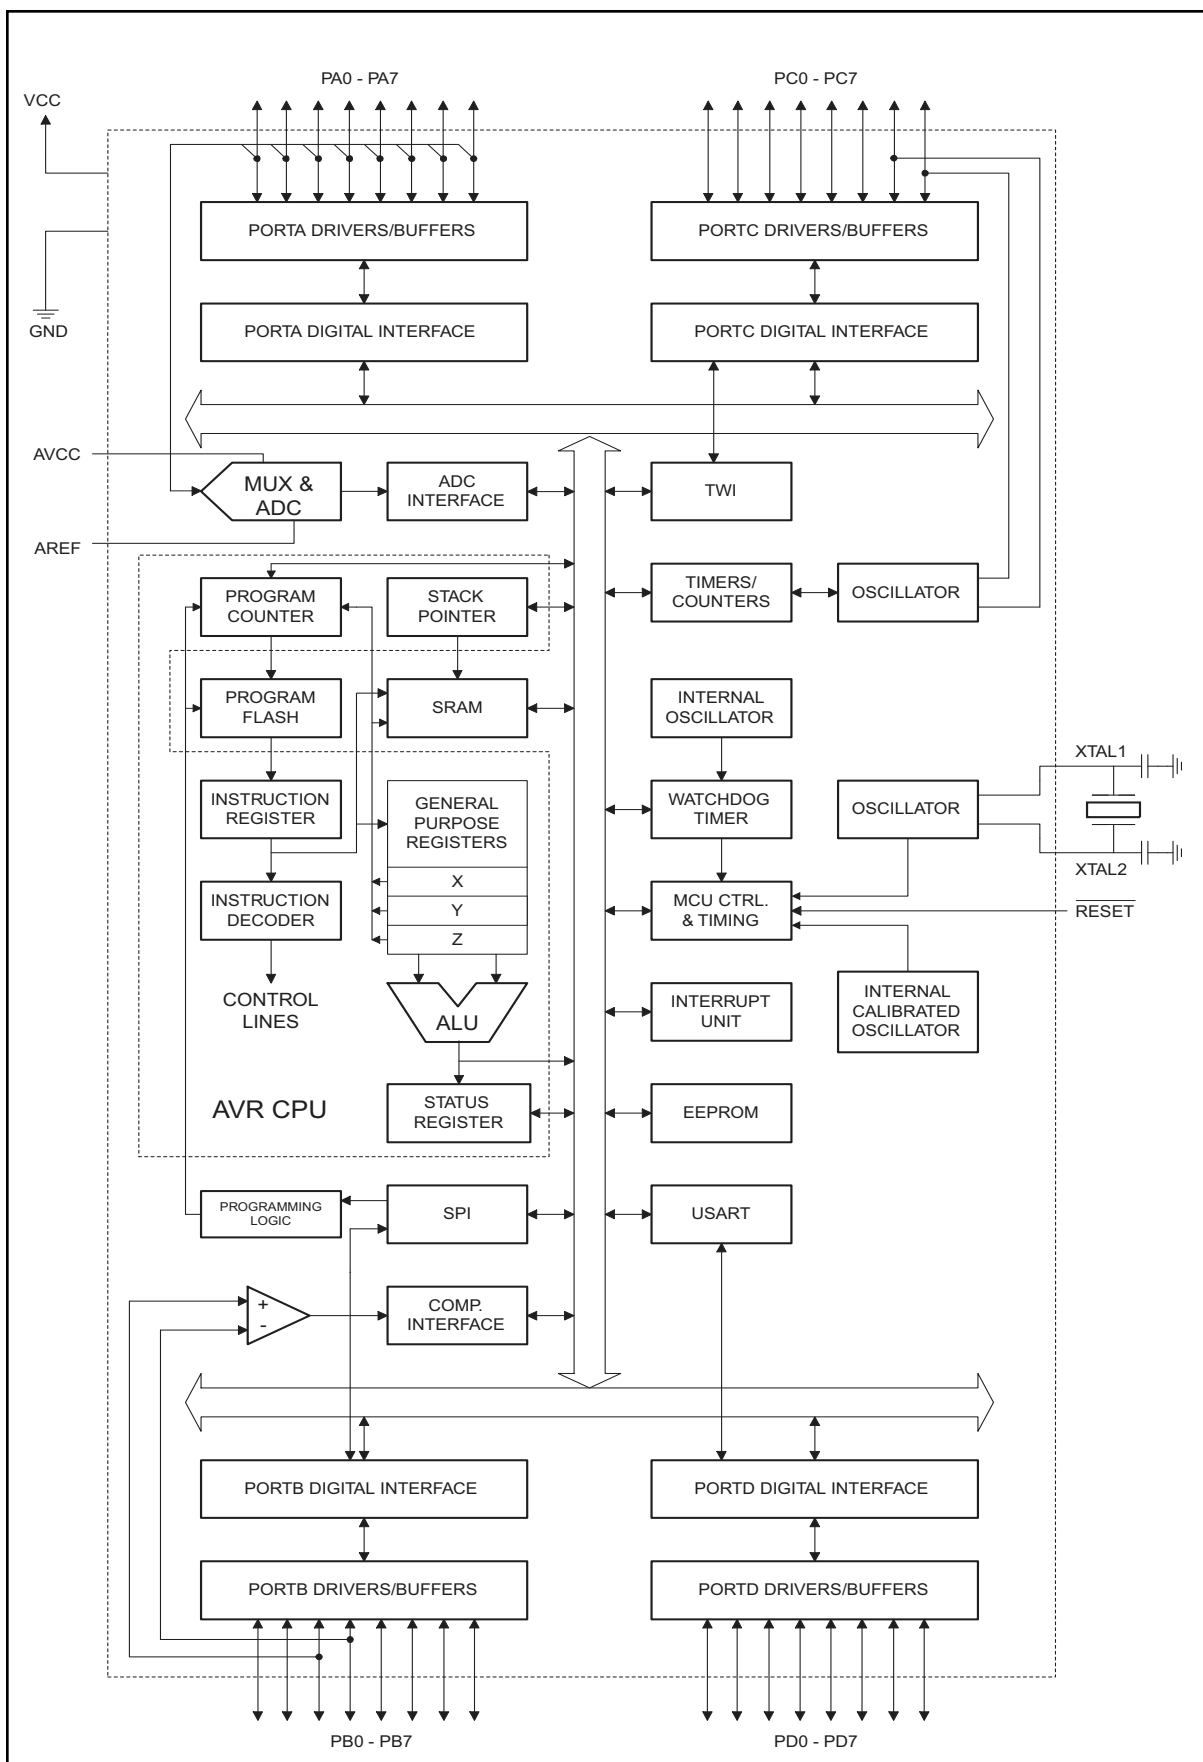 PA0 - PA7
PC0 - PC7
VCC
PORTA DRIVERS/BUFFERS
PORTC DRIVERS/BUFFERS
GND
PORTA DIGITAL INTERFACE
PORTC DIGITAL INTERFACE
AVCC
MUX &
ADC
ADC
INTERFACE
TWI
AREF
PROGRAM
COUNTER
STACK
POINTER
TIMERS/
COUNTERS
OSCILLATOR
PROGRAM
FLASH
SRAM
INTERNAL
OSCILLATOR
XTAL1
INSTRUCTION
REGISTER
GENERAL
PURPOSE
REGISTERS
WATCHDOG
TIMER
OSCILLATOR
XTAL2
X
INSTRUCTION
DECODER
Y
Z
MCU CTRL.
& TIMING
RESET
CONTROL
LINES
ALU
INTERRUPT
UNIT
INTERNAL
CALIBRATED
OSCILLATOR
AVR CPU
STATUS
REGISTER
EEPROM
PROGRAMMING
LOGIC
SPI
USART
+
-
COMP.
INTERFACE
PORTB DIGITAL INTERFACE
PORTD DIGITAL INTERFACE
PORTB DRIVERS/BUFFERS
PORTD DRIVERS/BUFFERS
PB0 - PB7
PD0 - PD7